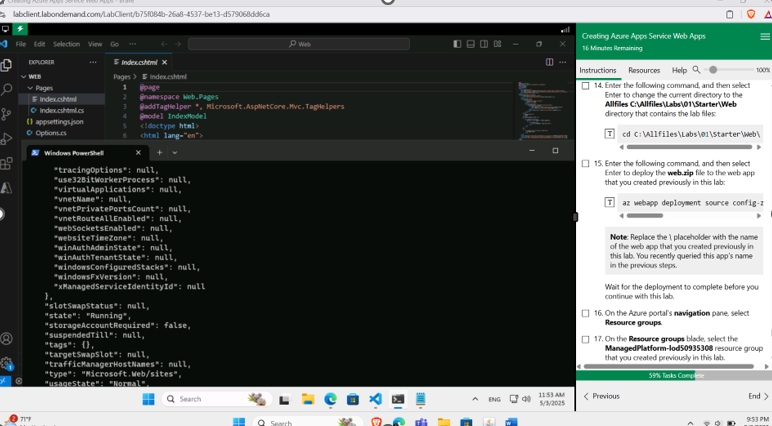 Creating Azure Apps Service Web Apps - Brave
labclient.labondemand.com/LabClient/b75f084b-26a8-4537-be13-d579068dd6ca
File Edit Selection View Go ···
Web
EXPLORER
WEB
Pages
Index.cshtml
Index.cshtml.cs
appsettings.json
Options.cs
Index.cshtml
Pages > Index.cshtml
1 @page
2 @namespace Web.Pages
3 @addTagHelper *, Microsoft.AspNetCore.Mvc.TagHelpers
4 @model IndexModel
5 <!doctype html>
6 <html lang="en">
Windows PowerShell
"tracingOptions": null,
"use32BitWorkerProcess": null,
"virtualApplications": null,
"vnetName": null,
"vnetPrivatePortsCount": null,
"vnetRouteAllEnabled": null,
"webSocketsEnabled": null,
"websiteTimeZone": null,
"winAuthAdminState": null,
"winAuthTenantState": null,
"windowsConfiguredStacks": null,
"windowsFxVersion": null,
"xManagedServiceIdentityId": null
},
"slotSwapStatus": null,
"state": "Running",
"storageAccountRequired": false,
"suspendedTill": null,
"tags": {},
"targetSwapSlot": null,
"trafficManagerHostNames": null,
"type": "Microsoft.Web/sites",
"usageState": "Normal",
Search
ENG
11:53 AM
5/3/2025
Creating Azure Apps Service Web Apps
16 Minutes Remaining
Instructions Resources Help 100%
14. Enter the following command, and then select
Enter to change the current directory to the
Allfiles C:\Allfiles\Labs\01\Starter\Web
directory that contains the lab files:
T cd C:\Allfiles\Labs\01\Starter\Web\
15. Enter the following command, and then select
Enter to deploy the web.zip file to the web app
that you created previously in this lab:
T az webapp deployment source config-z
Note: Replace the \ placeholder with the name
of the web app that you created previously in
this lab. You recently queried this app's name
in the previous steps.
Wait for the deployment to complete before you
continue with this lab.
16. On the Azure portal's navigation pane, select
Resource groups.
17. On the Resource groups blade, select the
ManagedPlatform-lod50935308 resource group
that you created previously in this lab.
59% Tasks Complete
Previous
End
2
71°F
Search
9:53 PM